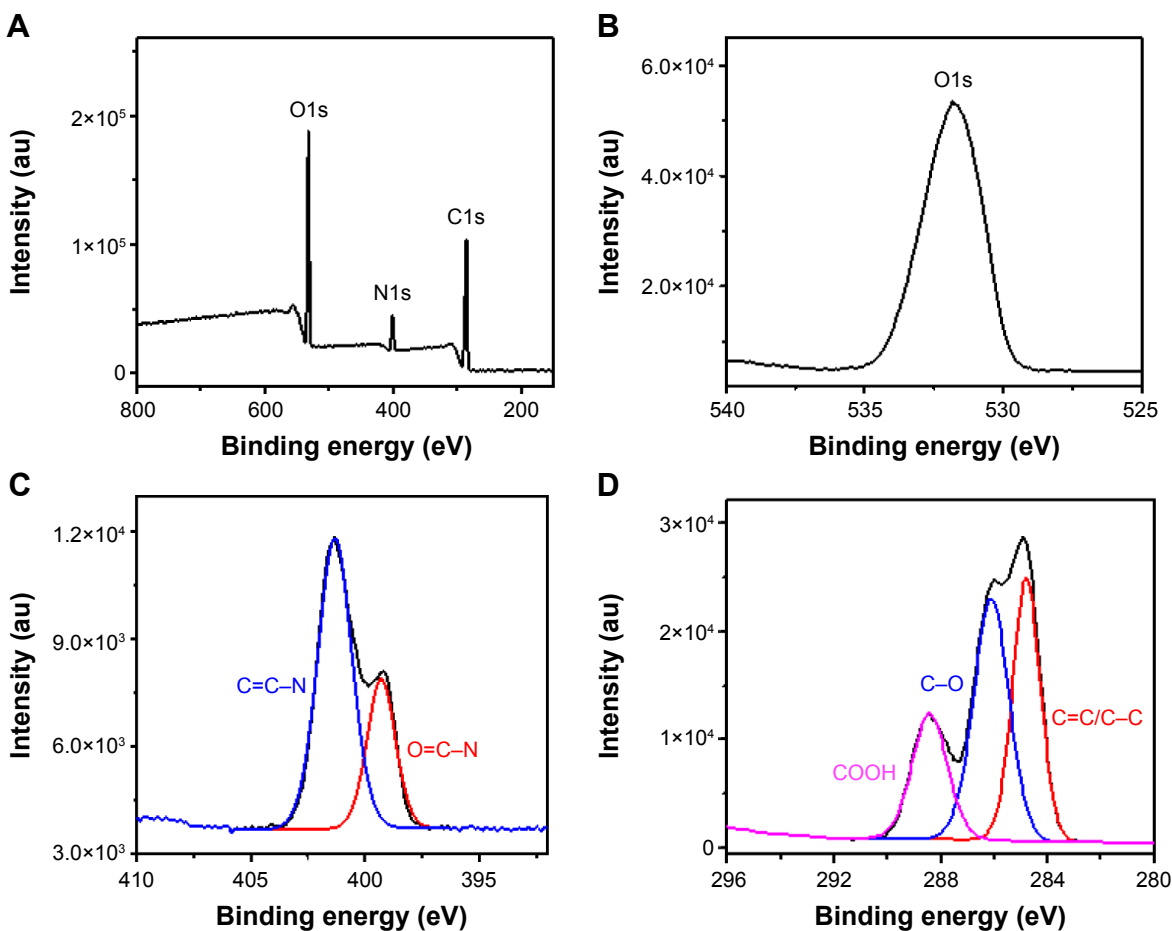 A
Intensity (au)
2×10⁵
1×10⁵
0
O1s
N1s
C1s
800
600
400
200
Binding energy (eV)
B
Intensity (au)
6.0×10⁴
4.0×10⁴
2.0×10⁴
O1s
540
535
530
525
Binding energy (eV)
C
Intensity (au)
1.2×10⁴
9.0×10³
6.0×10³
3.0×10³
C=C–N
O=C–N
410
405
400
395
Binding energy (eV)
D
Intensity (au)
3×10⁴
2×10⁴
1×10⁴
0
C–O
C=C/C–C
COOH
296
292
288
284
280
Binding energy (eV)